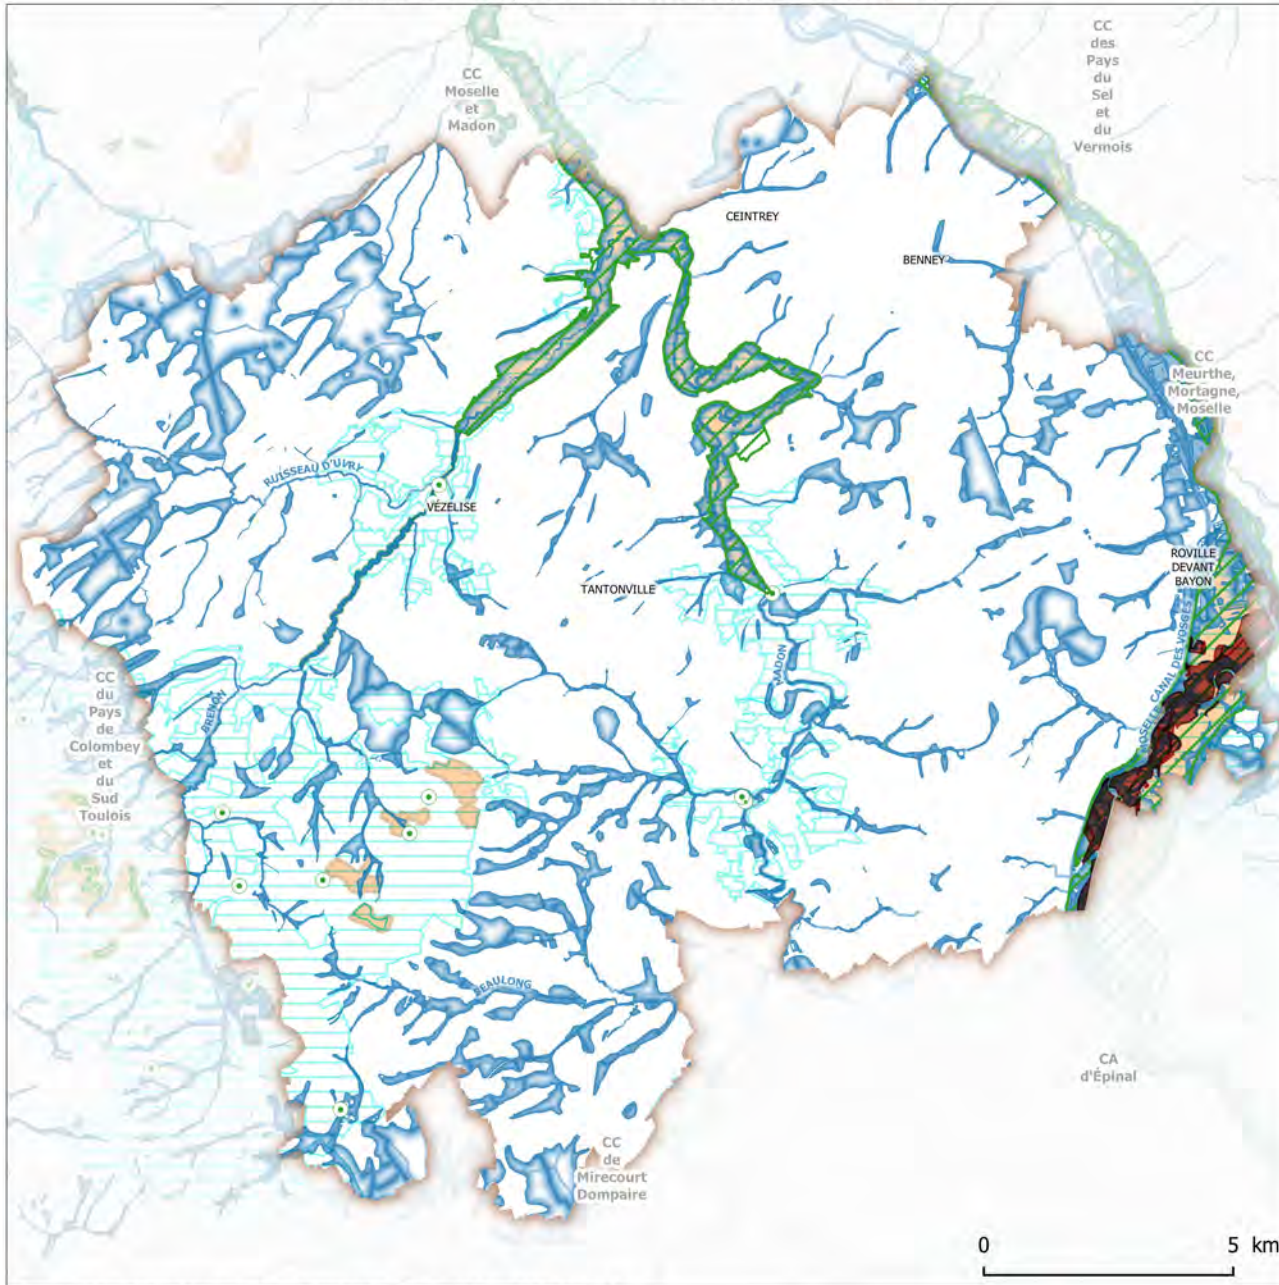 CC
des
Pays
du
Sel
et
du
Vermois
CC
Moselle
et
Madon
CEINTREY
BENNEY
CC
Meurthe,
Mortagne,
Moselle
RUISSEAU D'UVRY
VÉZELISE
ROVILLE
DEVANT
BAYON
TANTONVILLE
MADON
MOSELLE CANAL DES VOSGES
BRENON
CC
du
Pays
de
Colombey
et
du
Sud
Toulois
BEAULONG
CA
d'Épinal
CC
de
Mirecourt
Dompaire
0 5 km